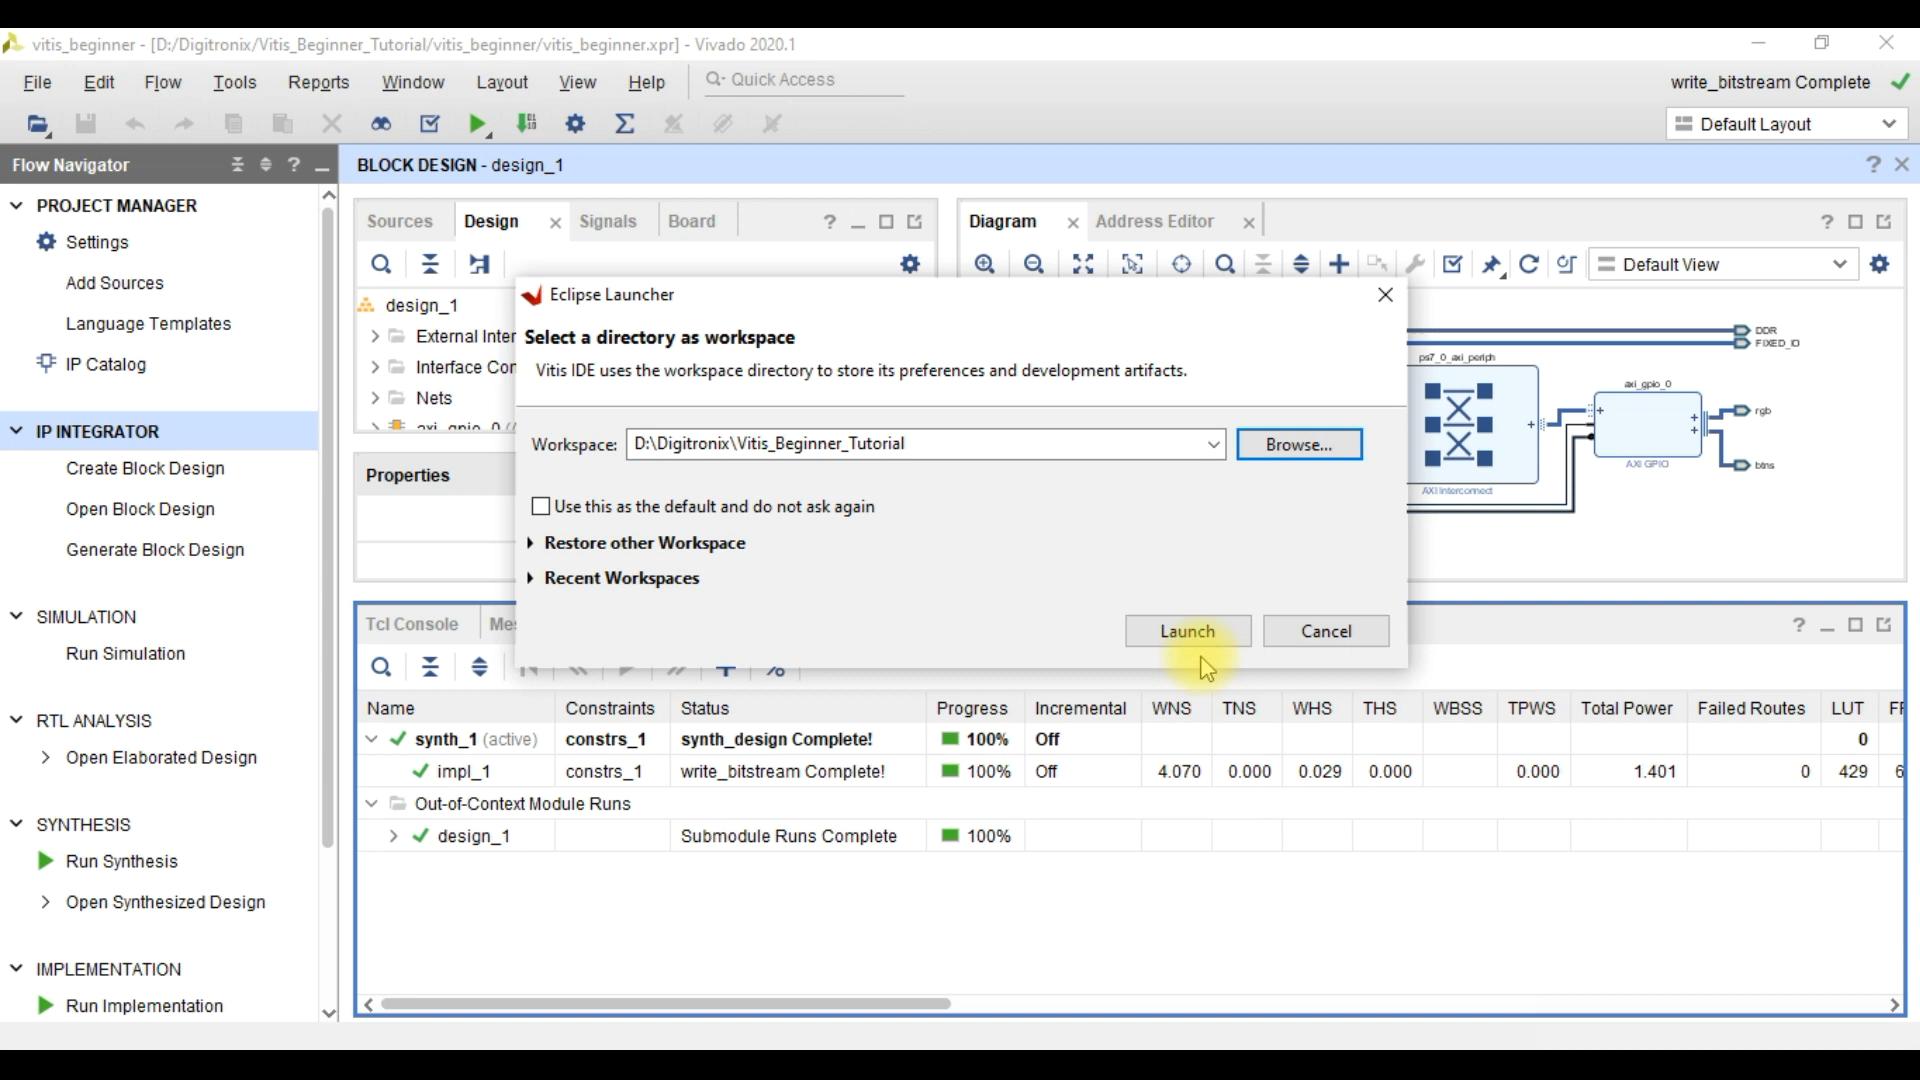 vitis_beginner - [D:/Digitronix/Vitis_Beginner_Tutorial/vitis_beginner/vitis_beginner.xpr] - Vivado 2020.1
File Edit Flow Tools Reports Window Layout View Help Quick Access write_bitstream Complete
Default Layout
Flow Navigator
BLOCK DESIGN - design_1
PROJECT MANAGER
Settings
Add Sources
Language Templates
IP Catalog
IP INTEGRATOR
Create Block Design
Open Block Design
Generate Block Design
SIMULATION
Run Simulation
RTL ANALYSIS
Open Elaborated Design
SYNTHESIS
Run Synthesis
Open Synthesized Design
IMPLEMENTATION
Run Implementation
Sources Design Signals Board
design_1
External Inter
Interface Con
Nets
Properties
Diagram Address Editor
Default View
DDR
FIXED_IO
ps7_0_axi_periph
AXI Interconnect
axi_gpio_0
AXI GPIO
rgb
btns
Eclipse Launcher
Select a directory as workspace
Vitis IDE uses the workspace directory to store its preferences and development artifacts.
Workspace: D:\Digitronix\Vitis_Beginner_Tutorial Browse...
Use this as the default and do not ask again
Restore other Workspace
Recent Workspaces
Launch Cancel
Tcl Console Mes
Name Constraints Status Progress Incremental WNS TNS WHS THS WBSS TPWS Total Power Failed Routes LUT FF
synth_1 (active) constrs_1 synth_design Complete! 100% Off 0
impl_1 constrs_1 write_bitstream Complete! 100% Off 4.070 0.000 0.029 0.000 0.000 1.401 0 429 6
Out-of-Context Module Runs
design_1 Submodule Runs Complete 100%